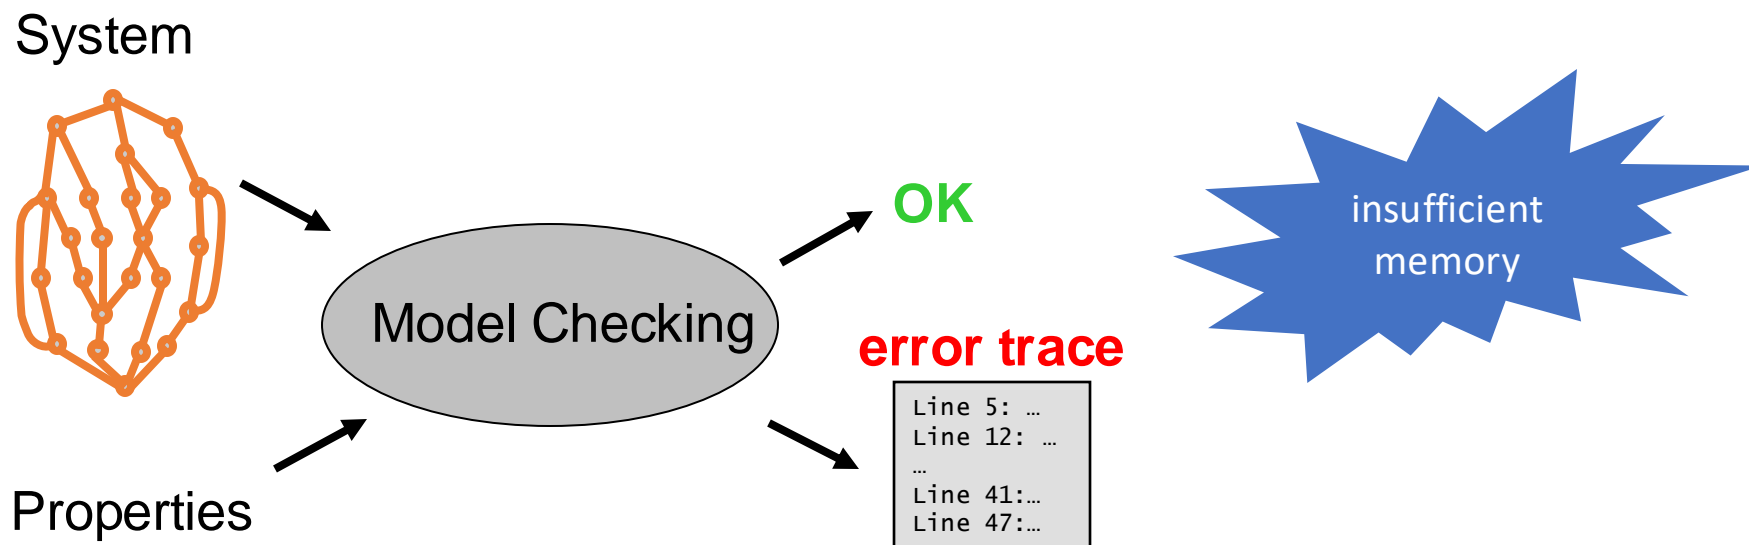 System
OK
insufficient
memory
Model Checking
error trace
Line 5: …
Line 12: …
…
Line 41:…
Line 47:…
Properties